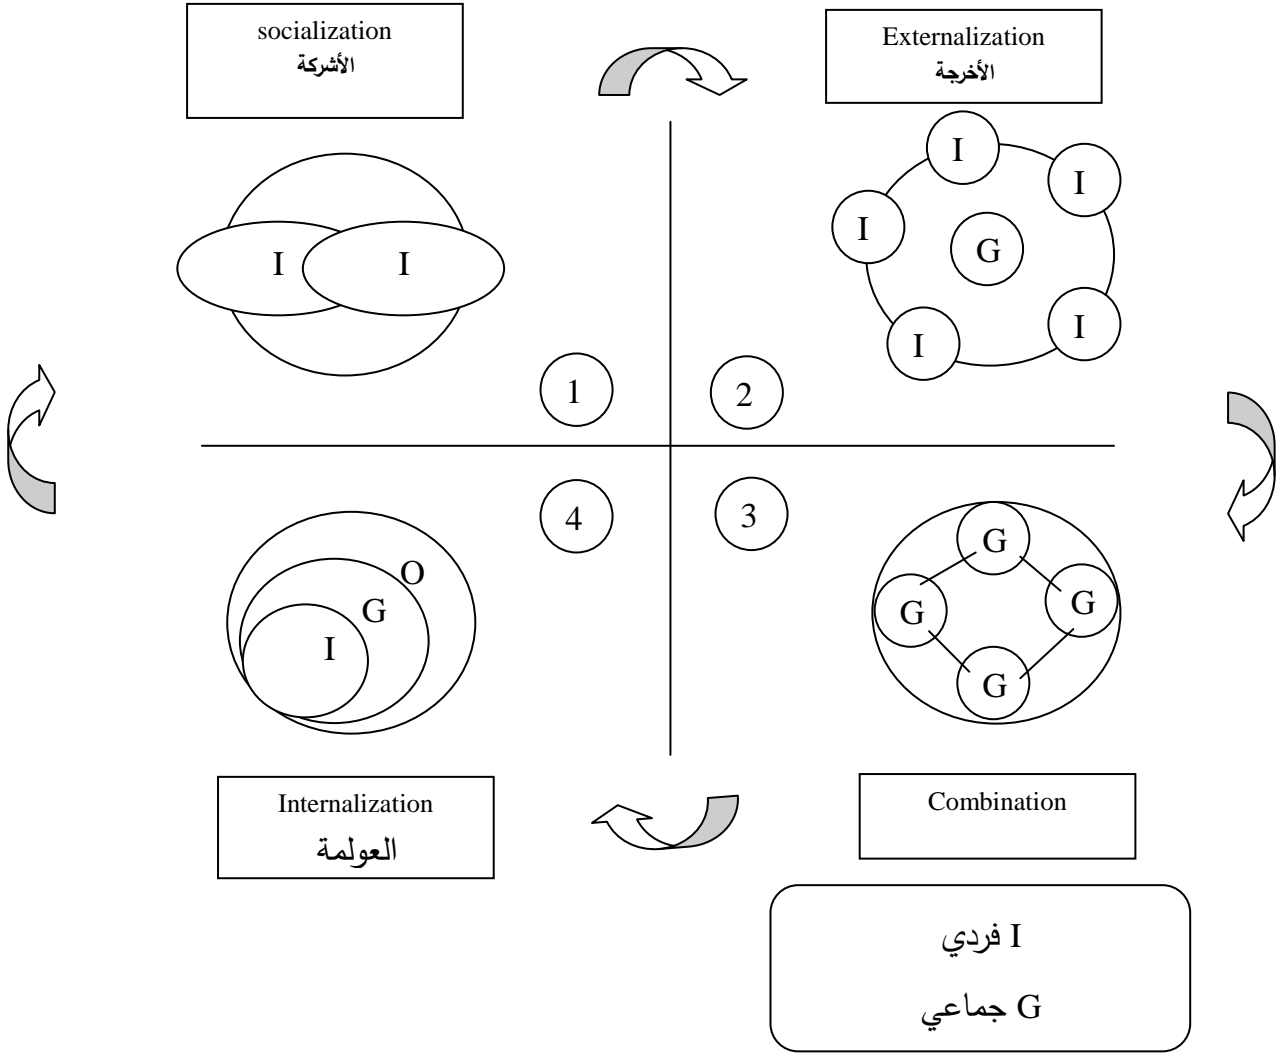 socialization
الأشركة
Externalization
الأخرجة
I
I
I
I
I
G
I
I
1
2
4
3
O
G
I
G
G
G
G
Internalization
العولمة
Combination
I فردي
G جماعي